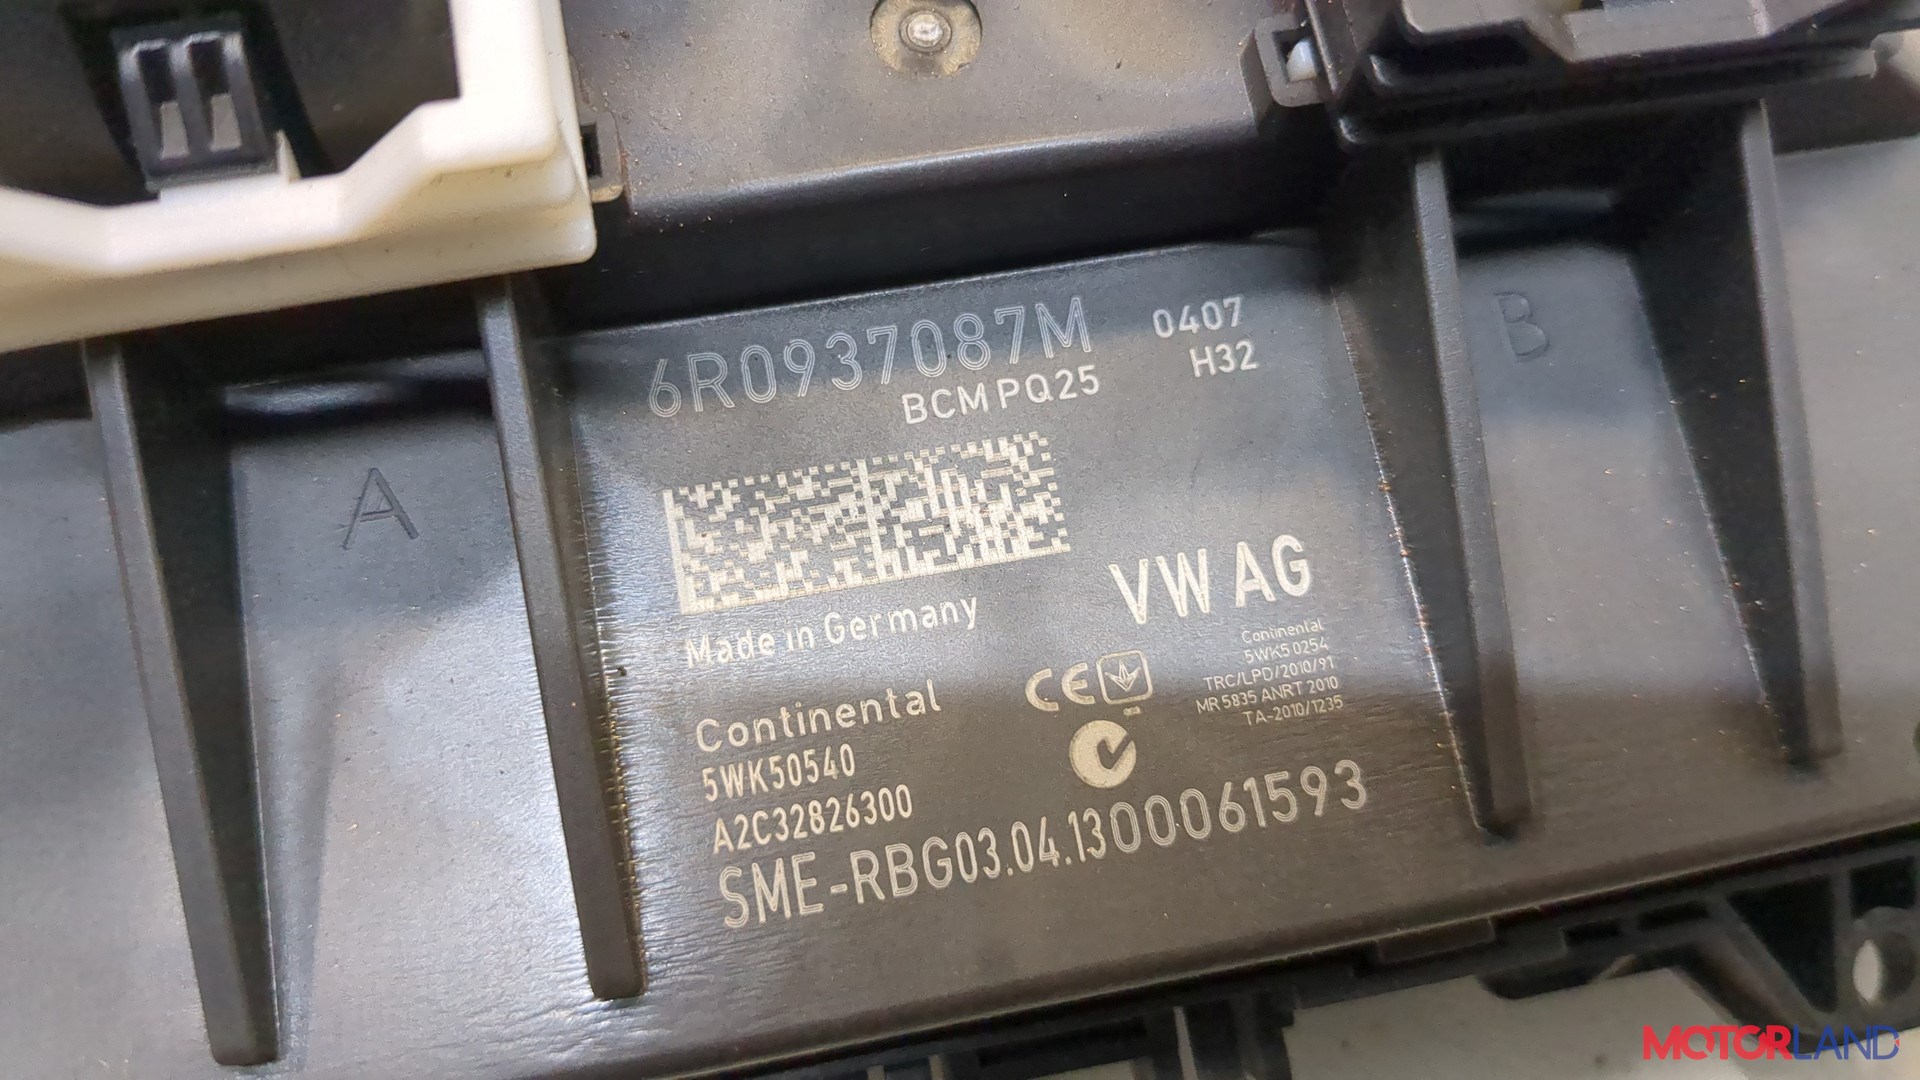 6R0937087M
0407
BCM PQ25
H32
A
B
Made in Germany
VW AG
Continental
5WK50254
TRC/LPD/2010/91
MR 5835 ANRT 2010
TA-2010/1235
CE
Continental
5WK50540
A2C32826300
SME-RBG03.04.1300061593
MOTORLAND